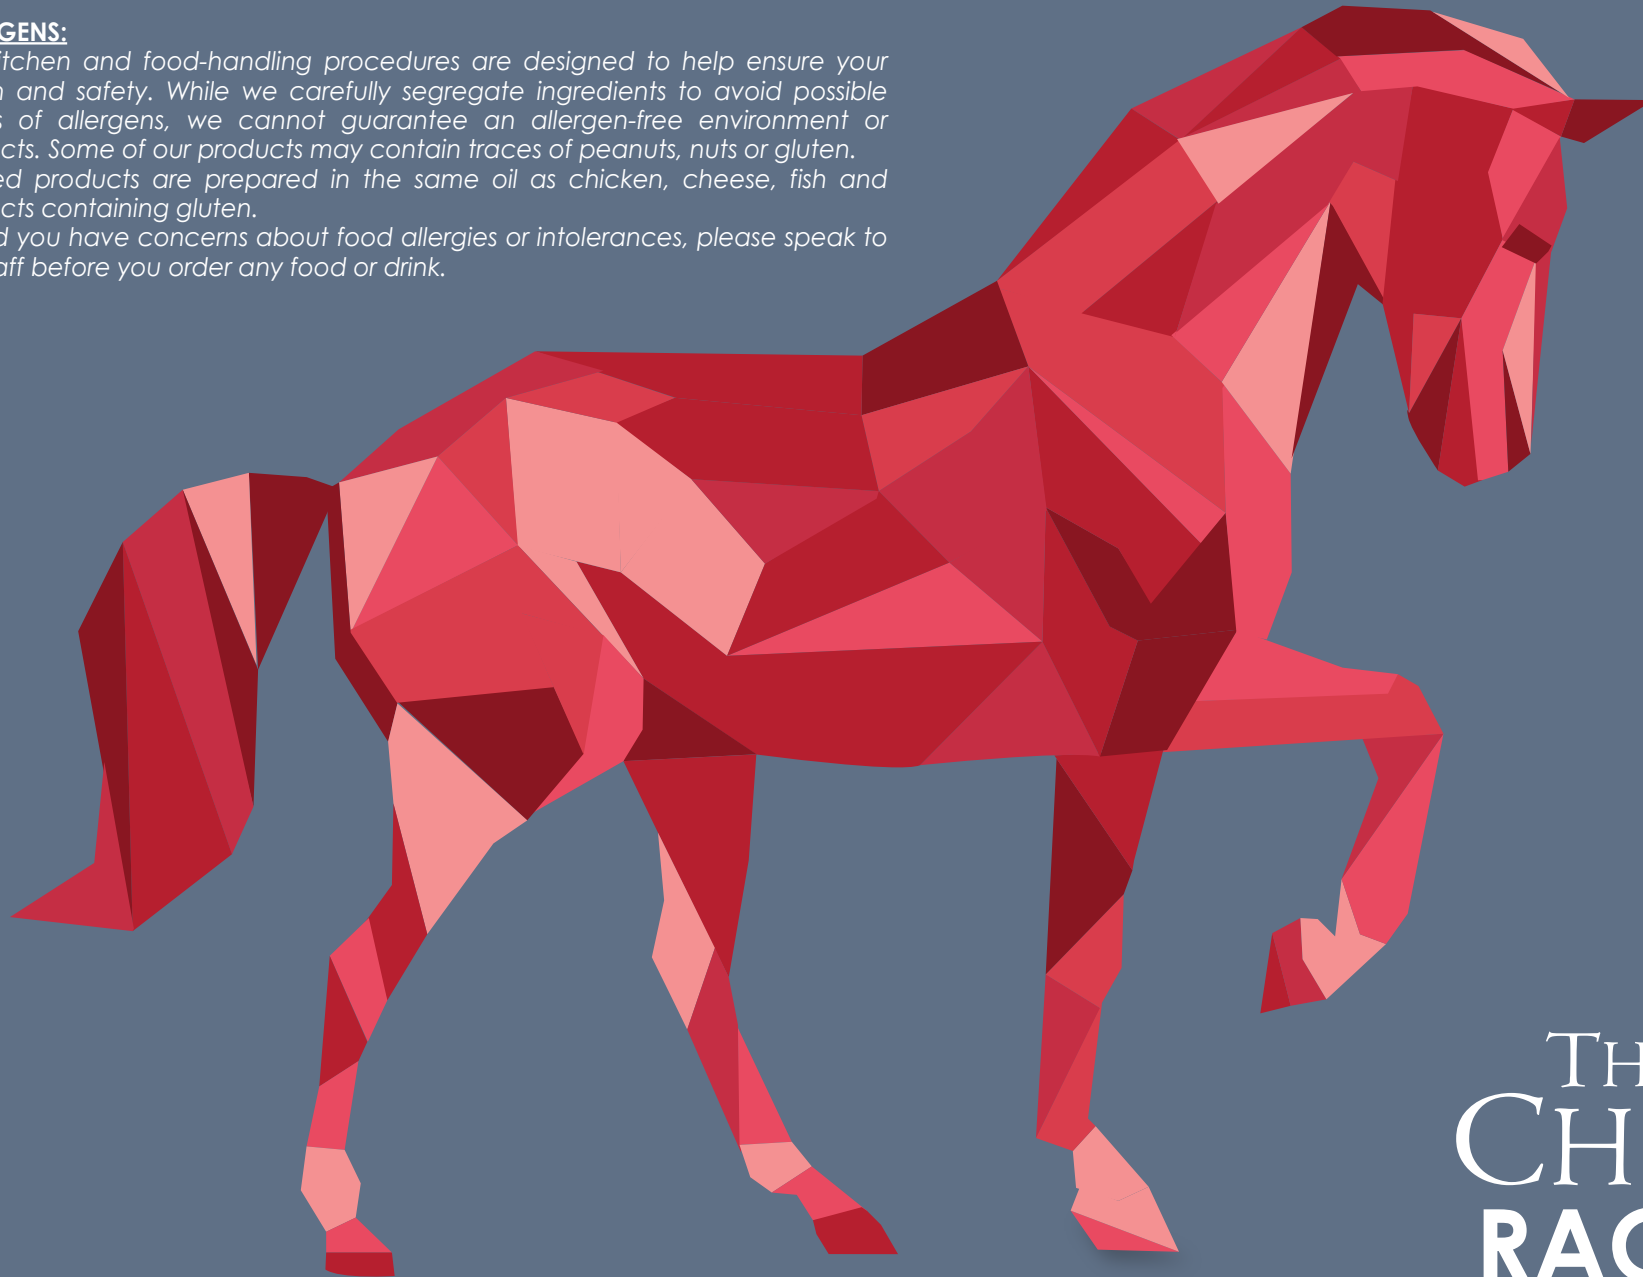 GENS:
itchen and food-handling procedures are designed to help ensure your
and safety. While we carefully segregate ingredients to avoid possible
s of allergens, we cannot guarantee an allergen-free environment or
cts. Some of our products may contain traces of peanuts, nuts or gluten.
ed products are prepared in the same oil as chicken, cheese, fish and
cts containing gluten.
d you have concerns about food allergies or intolerances, please speak to
aff before you order any food or drink.
TH
CH
RAC